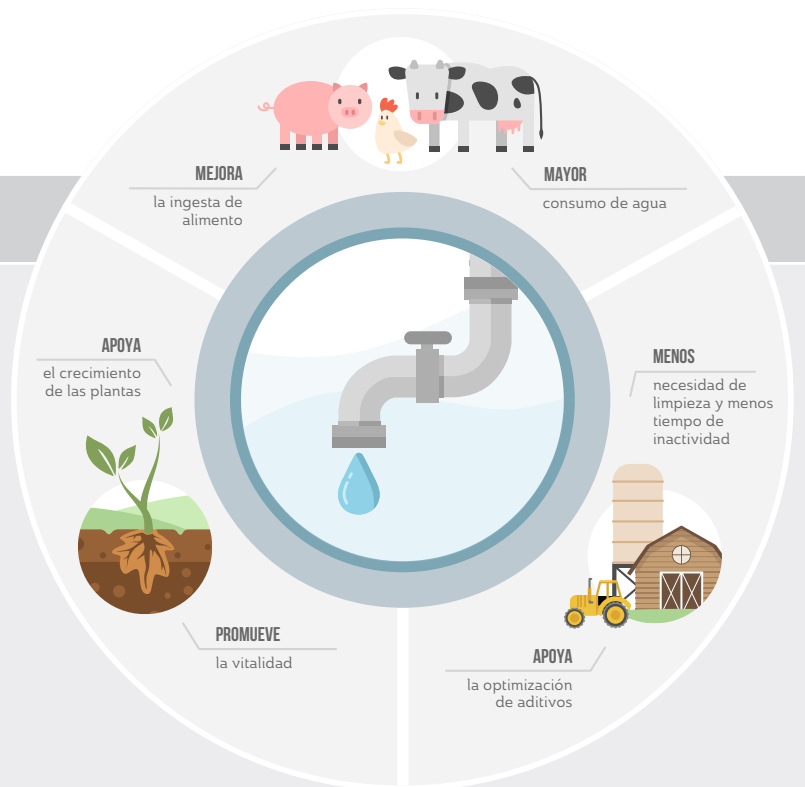 MEJORA
la ingesta de
alimento
MAYOR
consumo de agua
APOYA
el crecimiento
de las plantas
MENOS
necesidad de
limpieza y menos
tiempo de
inactividad
PROMUEVE
la vitalidad
APOYA
la optimización
de aditivos